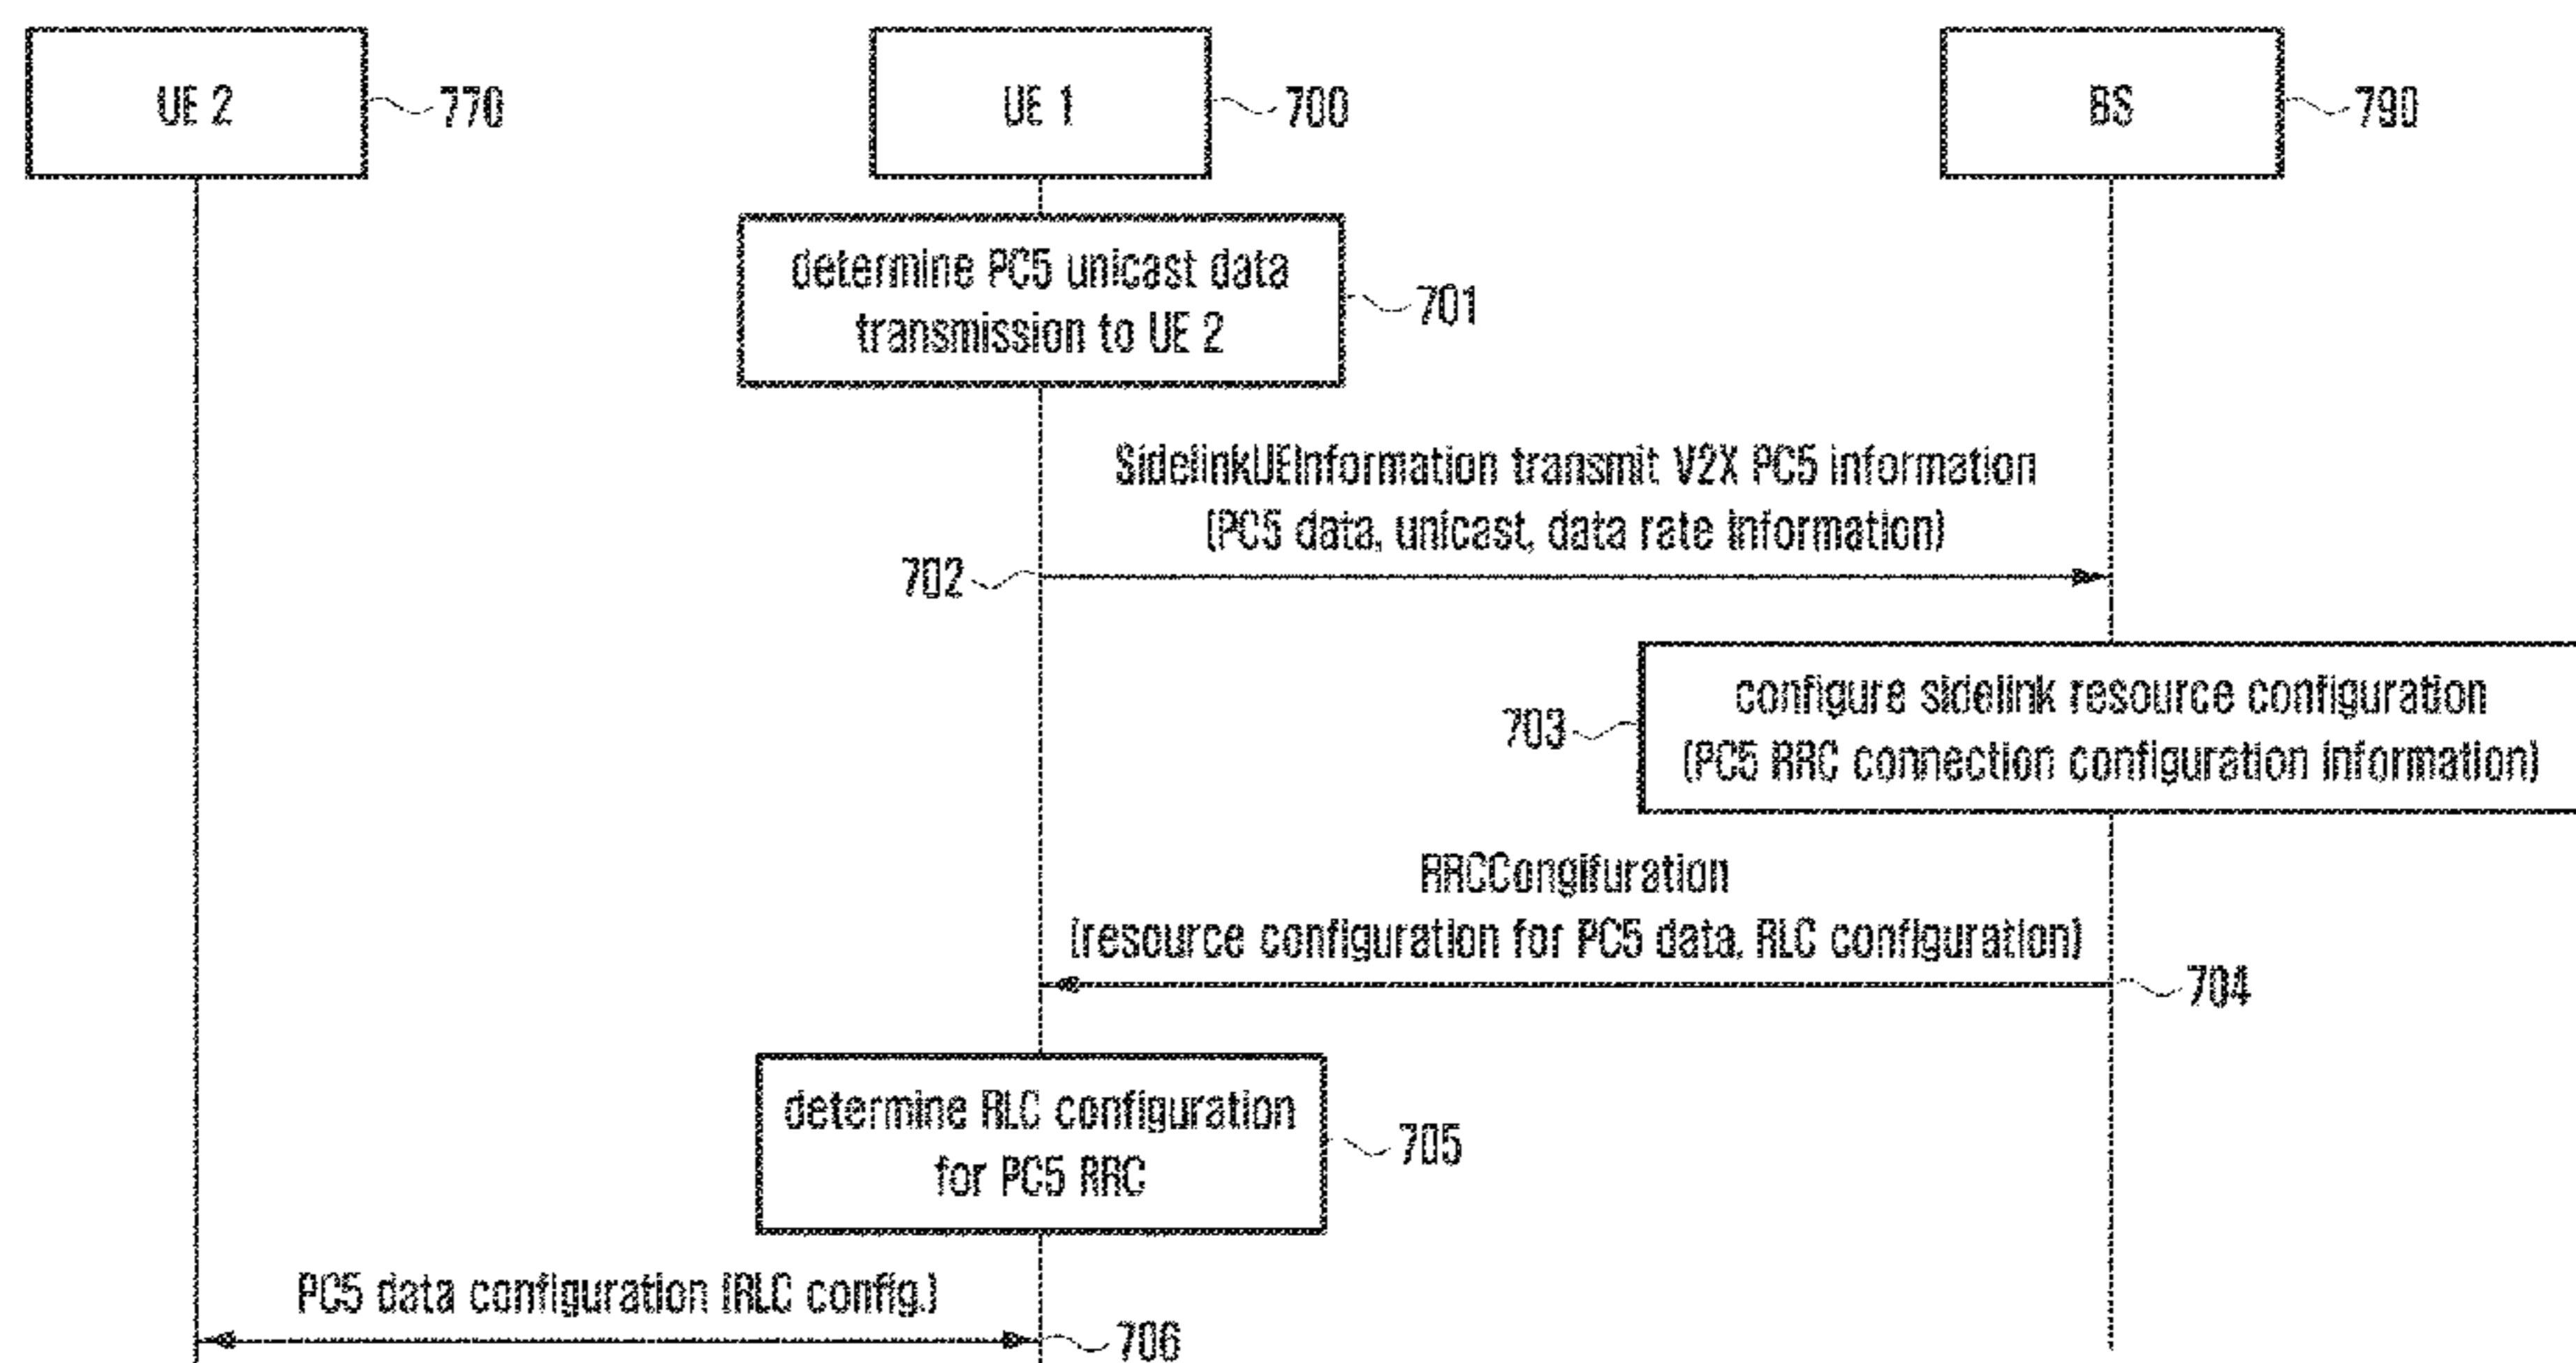 UE 2
770
UE 1
700
BS
790
determine PC5 unicast data
transmission to UE 2
701
SidelinkUEInformation transmit V2X PC5 information
(PC5 data, unicast, data rate information)
702
configure sidelink resource configuration
(PC5 RRC connection configuration information)
703
RRCCongifuration
(resource configuration for PC5 data, RLC configuration)
704
determine RLC configuration
for PC5 RRC
705
PC5 data configuration (RLC config.)
706